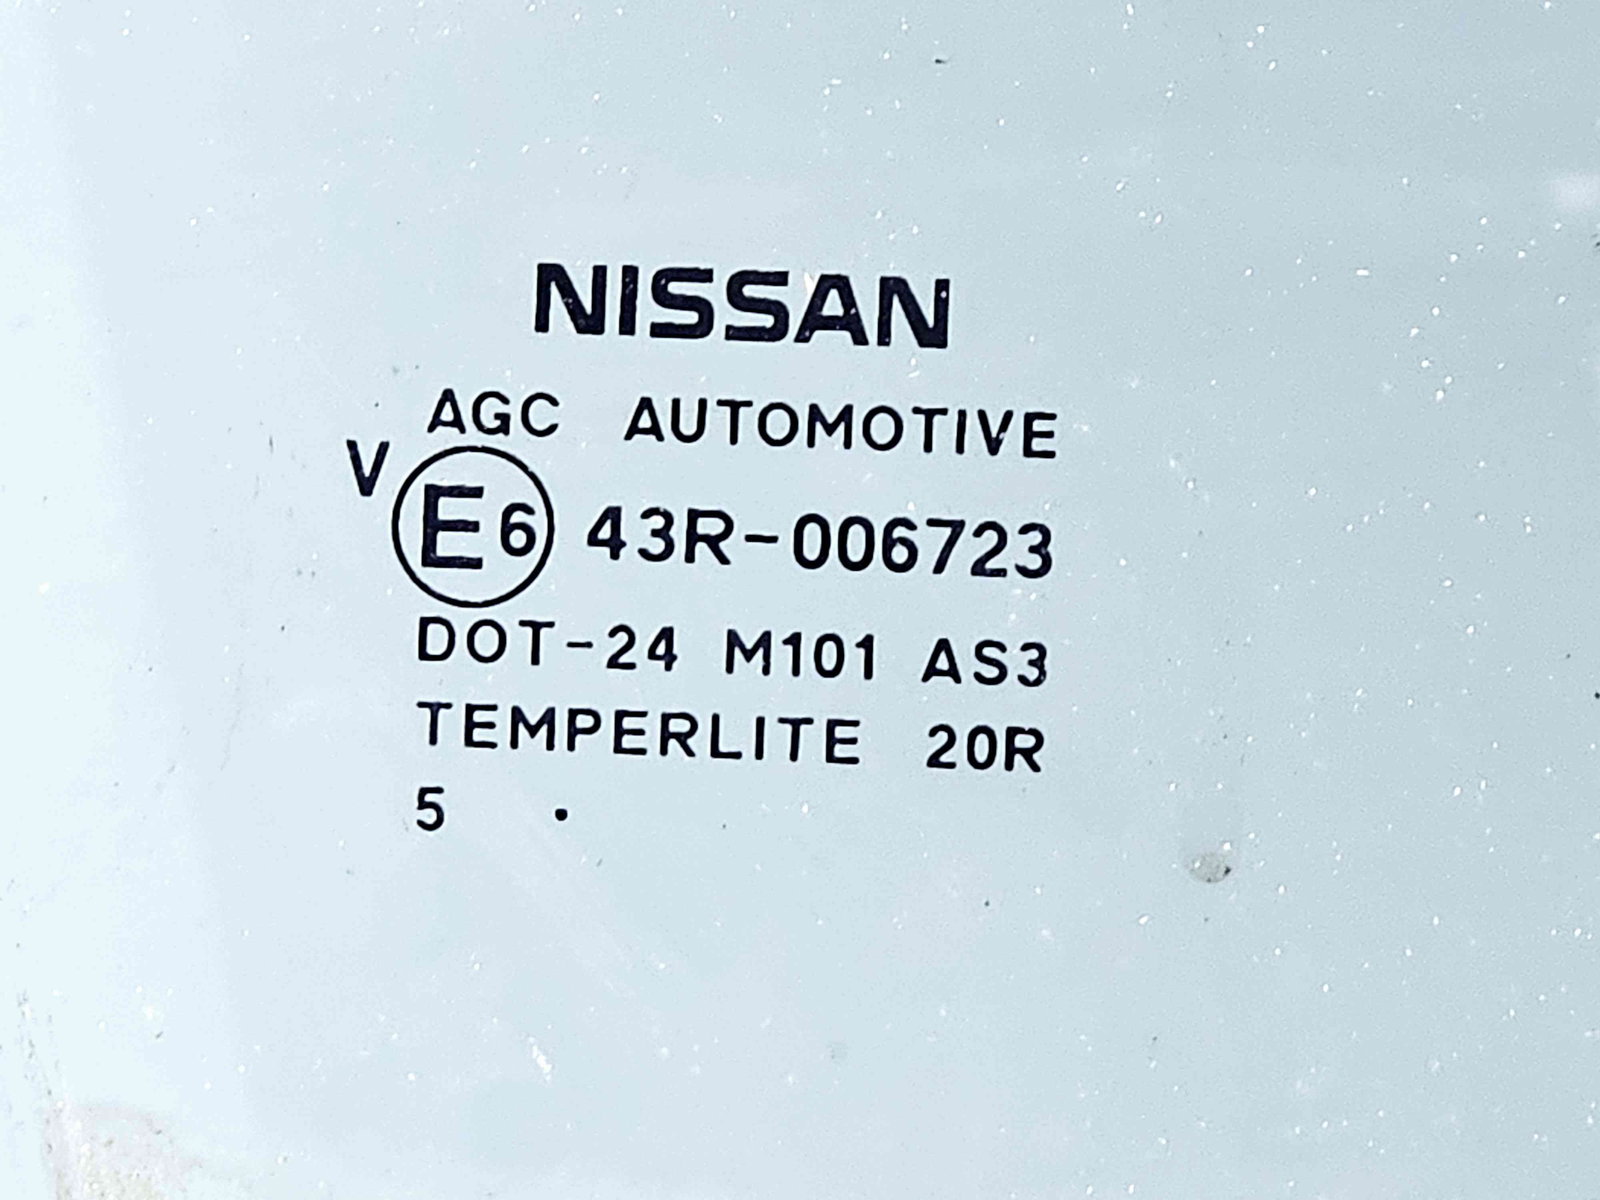 NISSAN
AGC AUTOMOTIVE
V E6 43R-006723
DOT-24 M101 AS3
TEMPERLITE 20R
5 .